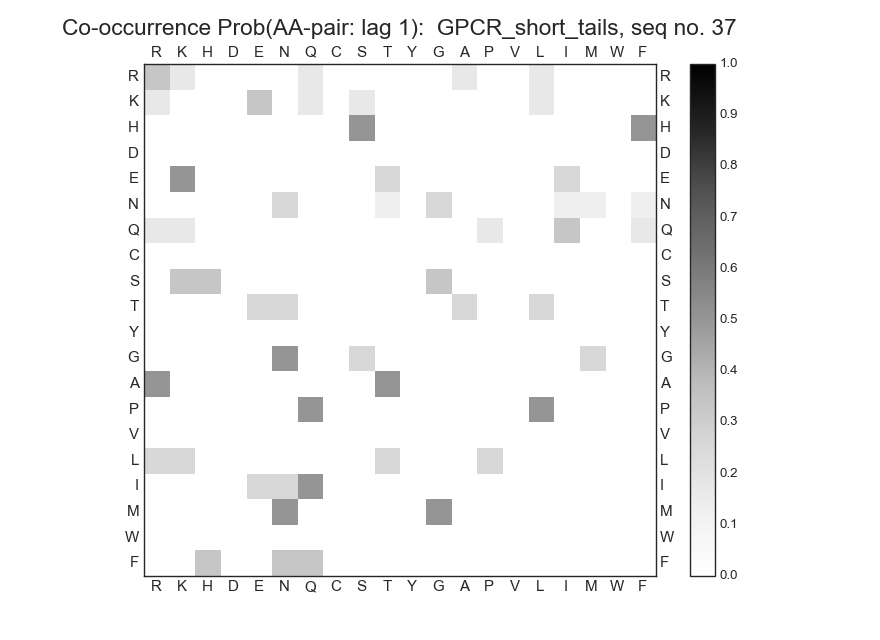 Co-occurrence Prob(AA-pair: lag 1):  GPCR_short_tails, seq no. 37
R K H D E N Q C S T Y G A P V L I M W F
R R 1.0
K K 0.9
H H
D D 0.8
E E
N N 0.7
Q Q 0.6
C C
S S
T T 0.5
Y Y
G G 0.4
A A
P P 0.3
V V
L L 0.2
I I
M M 0.1
W W
F F 0.0
R K H D E N Q C S T Y G A P V L I M W F